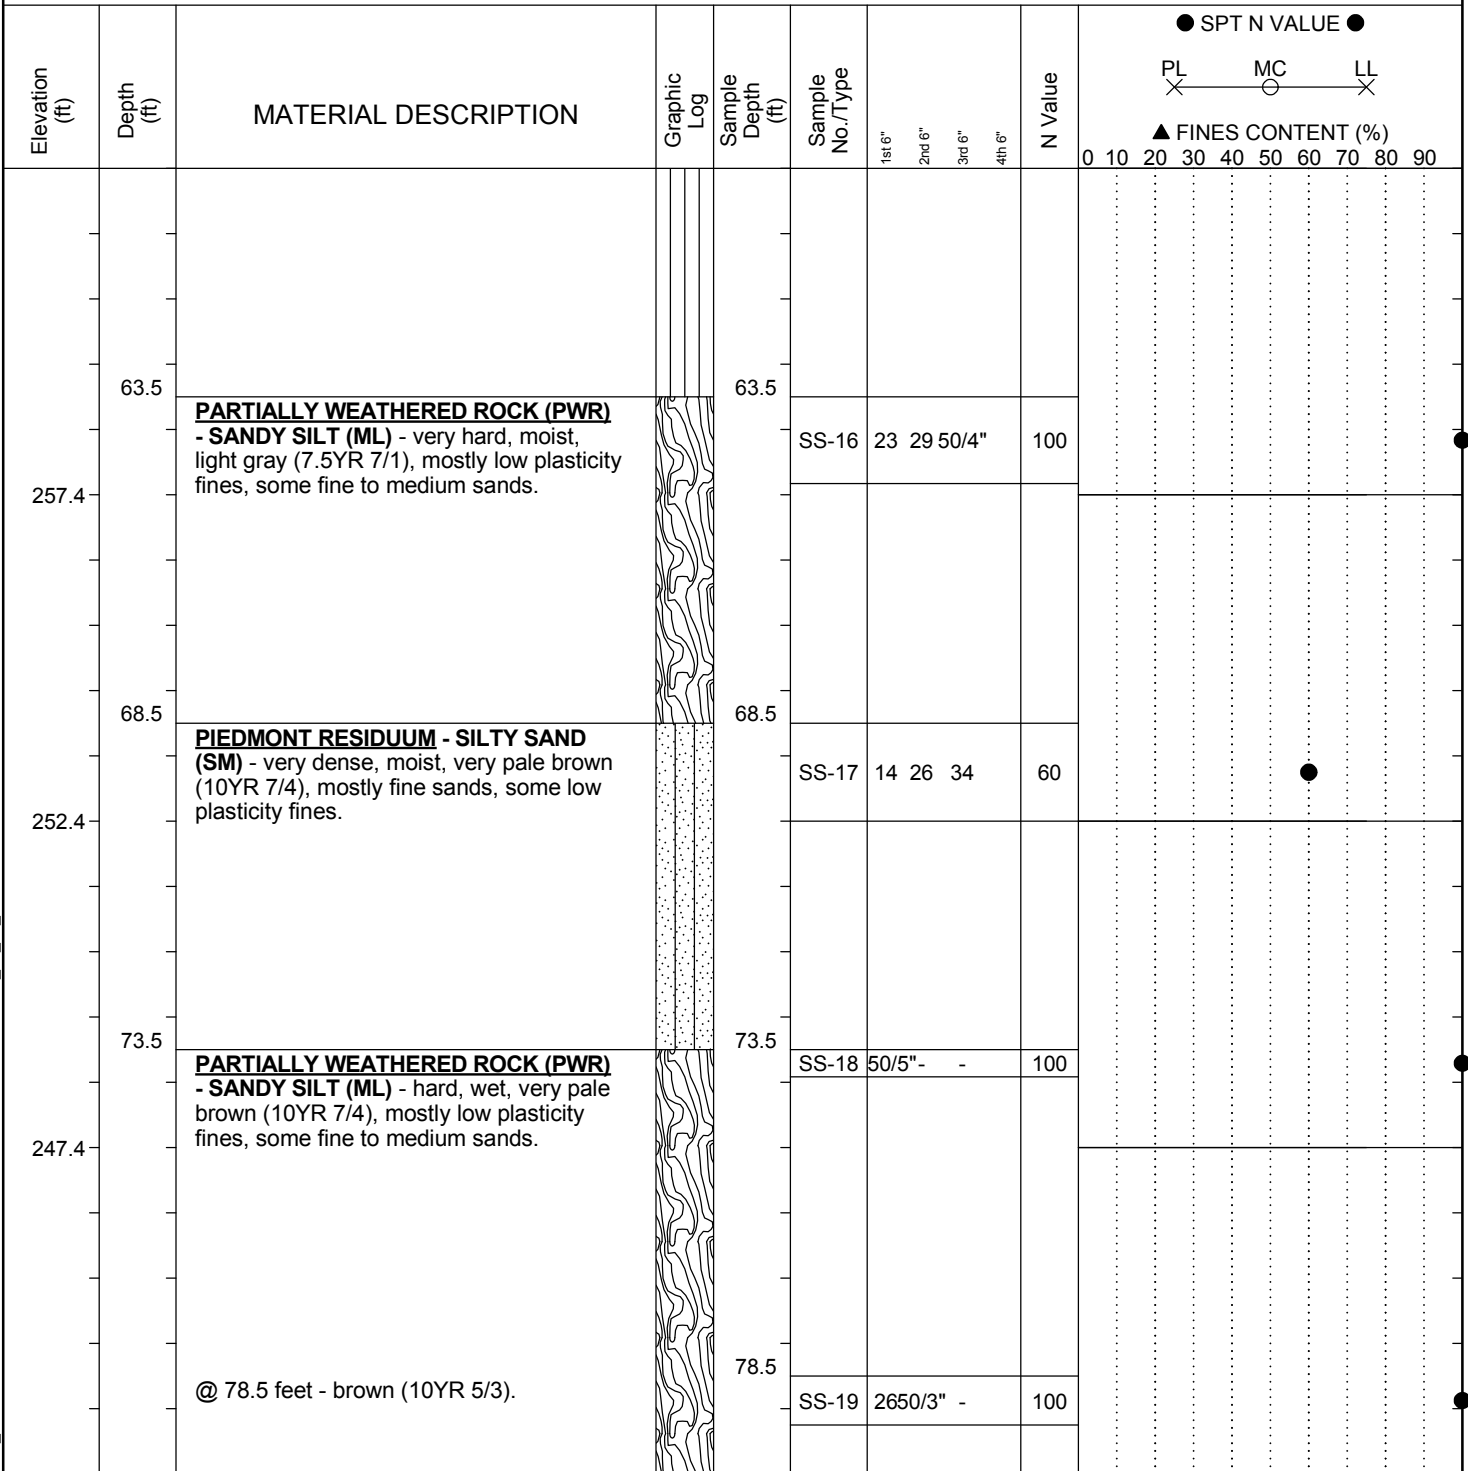 ● SPT N VALUE ●
PL MC LL
▲ FINES CONTENT (%)
0 10 20 30 40 50 60 70 80 90
Elevation (ft)
Depth (ft)
MATERIAL DESCRIPTION
Graphic Log
Sample Depth (ft)
Sample No./Type
1st 6"
2nd 6"
3rd 6"
4th 6"
N Value
63.5 63.5
PARTIALLY WEATHERED ROCK (PWR)
- SANDY SILT (ML) - very hard, moist,
light gray (7.5YR 7/1), mostly low plasticity
fines, some fine to medium sands.
SS-16 23 29 50/4" 100
257.4
68.5 68.5
PIEDMONT RESIDUUM - SILTY SAND
(SM) - very dense, moist, very pale brown
(10YR 7/4), mostly fine sands, some low
plasticity fines.
SS-17 14 26 34 60
252.4
73.5 73.5
PARTIALLY WEATHERED ROCK (PWR)
- SANDY SILT (ML) - hard, wet, very pale
brown (10YR 7/4), mostly low plasticity
fines, some fine to medium sands.
SS-18 50/5" - - 100
247.4
78.5
@ 78.5 feet - brown (10YR 5/3).
SS-19 26 50/3" - 100